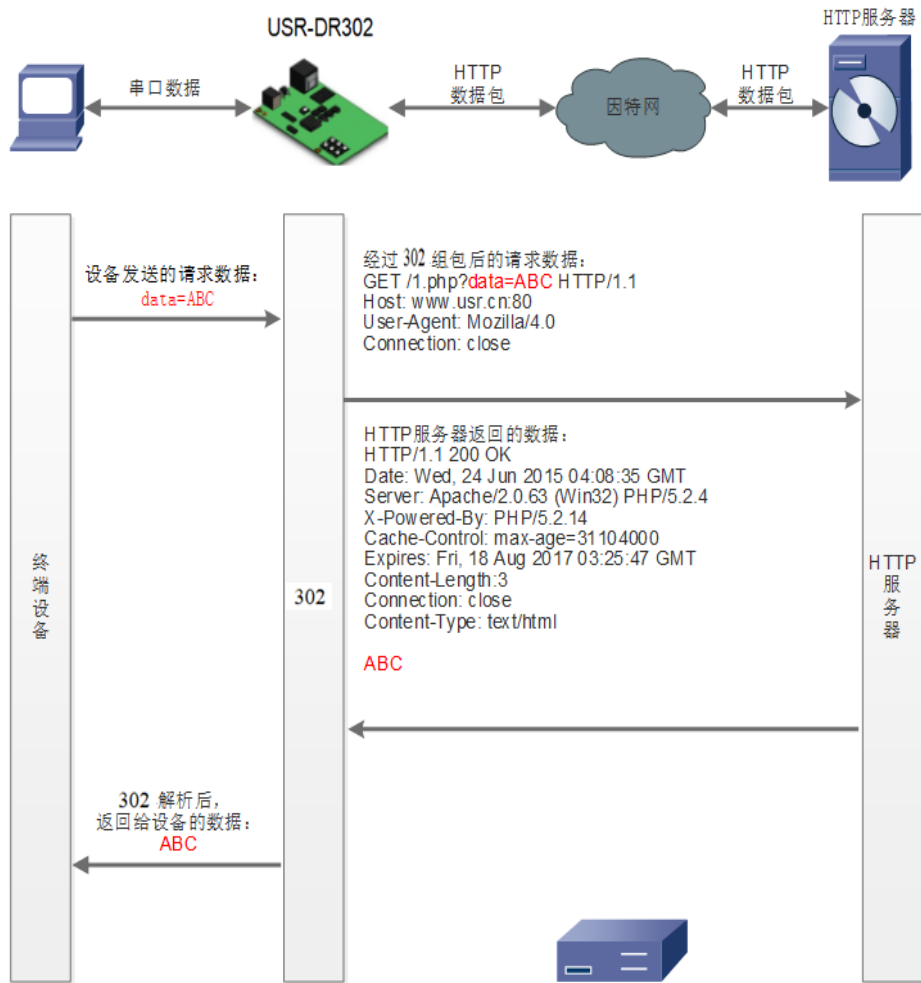 USR-DR302
HTTP服务器
串口数据
HTTP
数据包
因特网
HTTP
数据包
设备发送的请求数据：
data=ABC
经过 302 组包后的请求数据：
GET /1.php?data=ABC HTTP/1.1
Host: www.usr.cn:80
User-Agent: Mozilla/4.0
Connection: close
HTTP服务器返回的数据：
HTTP/1.1 200 OK
Date: Wed, 24 Jun 2015 04:08:35 GMT
Server: Apache/2.0.63 (Win32) PHP/5.2.4
X-Powered-By: PHP/5.2.14
Cache-Control: max-age=31104000
Expires: Fri, 18 Aug 2017 03:25:47 GMT
Content-Length:3
Connection: close
Content-Type: text/html
ABC
终端设备
302
HTTP
服务器
302 解析后，
返回给设备的数据：
ABC